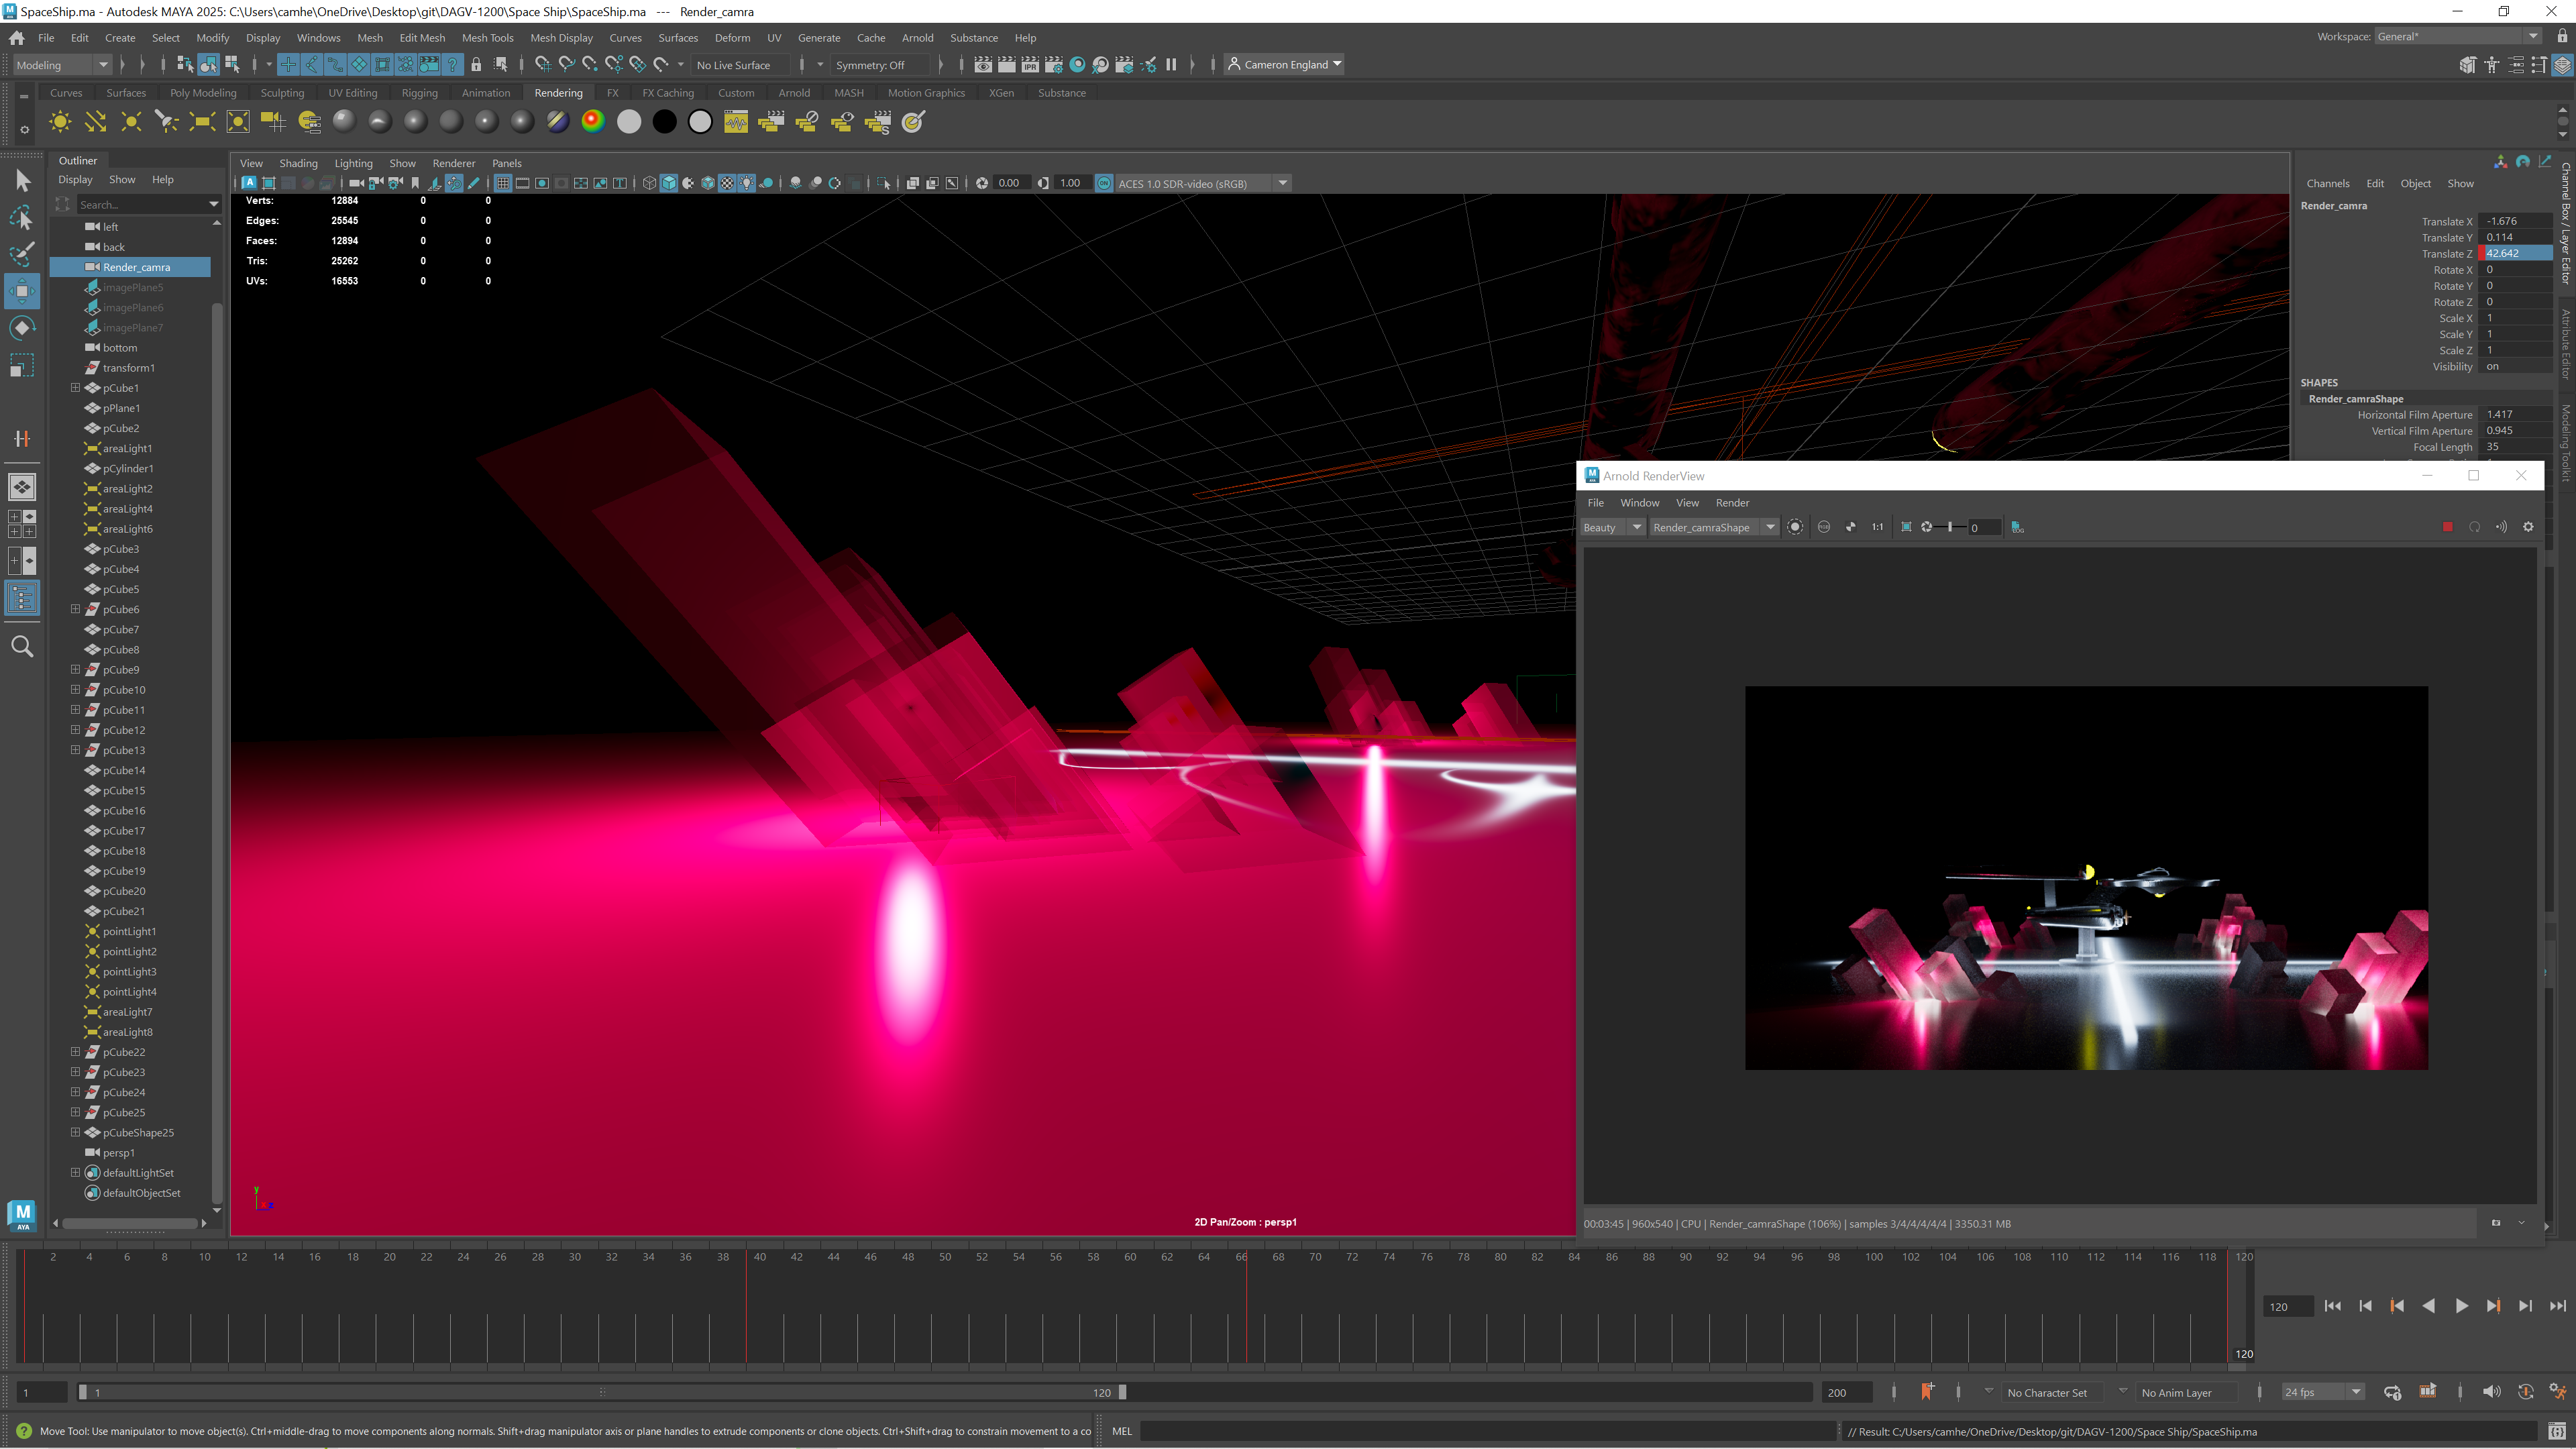 SpaceShip.ma - Autodesk MAYA 2025: C:\Users\camhe\OneDrive\Desktop\git\DAGV-1200\Space Ship\SpaceShip.ma --- Render_camra
File Edit Create Select Modify Display Windows Mesh Edit Mesh Mesh Tools Mesh Display Curves Surfaces Deform UV Generate Cache Arnold Substance Help
Workspace: General*
Modeling No Live Surface Symmetry: Off Cameron England
Curves Surfaces Poly Modeling Sculpting UV Editing Rigging Animation Rendering FX FX Caching Custom Arnold MASH Motion Graphics XGen Substance
Outliner
Display Show Help
Search...
left
back
Render_camra
imagePlane5
imagePlane6
imagePlane7
bottom
transform1
pCube1
pPlane1
pCube2
areaLight1
pCylinder1
areaLight2
areaLight4
areaLight6
pCube3
pCube4
pCube5
pCube6
pCube7
pCube8
pCube9
pCube10
pCube11
pCube12
pCube13
pCube14
pCube15
pCube16
pCube17
pCube18
pCube19
pCube20
pCube21
pointLight1
pointLight2
pointLight3
pointLight4
areaLight7
areaLight8
pCube22
pCube23
pCube24
pCube25
pCubeShape25
persp1
defaultLightSet
defaultObjectSet
View Shading Lighting Show Renderer Panels
0.00 1.00 ACES 1.0 SDR-video (sRGB)
Verts: 12884 0 0
Edges: 25545 0 0
Faces: 12894 0 0
Tris: 25262 0 0
UVs: 16553 0 0
2D Pan/Zoom : persp1
Channels Edit Object Show
Render_camra
Translate X -1.676
Translate Y 0.114
Translate Z 42.642
Rotate X 0
Rotate Y 0
Rotate Z 0
Scale X 1
Scale Y 1
Scale Z 1
Visibility on
SHAPES
Render_camraShape
Horizontal Film Aperture 1.417
Vertical Film Aperture 0.945
Focal Length 35
Channel Box / Layer Editor
Attribute Editor
Modeling Toolkit
Arnold RenderView
File Window View Render
Beauty Render_camraShape 1:1 0
00:03:45 | 960x540 | CPU | Render_camraShape (106%) | samples 3/4/4/4/4/4 | 3350.31 MB
2 4 6 8 10 12 14 16 18 20 22 24 26 28 30 32 34 36 38 40 42 44 46 48 50 52 54 56 58 60 62 64 66 68 70 72 74 76 78 80 82 84 86 88 90 92 94 96 98 100 102 104 106 108 110 112 114 116 118 120
120
120
1 1 120 200 No Character Set No Anim Layer 24 fps
Move Tool: Use manipulator to move object(s). Ctrl+middle-drag to move components along normals. Shift+drag manipulator axis or plane handles to extrude components or clone objects. Ctrl+Shift+drag to constrain movement to a co
MEL
// Result: C:/Users/camhe/OneDrive/Desktop/git/DAGV-1200/Space Ship/SpaceShip.ma